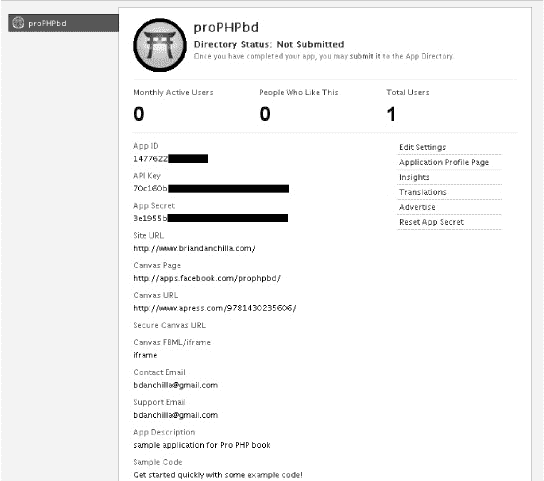 proPHPbd
proPHPbd
Directory Status: Not Submitted
Once you have completed your app, you may submit it to the App Directory.
Monthly Active Users
People Who Like This
Total Users
0
0
1
App ID
1477622
API Key
70c160b
App Secret
3e1955b
Site URL
http://www.briandanchilla.com/
Canvas Page
http://apps.facebook.com/prophpbd/
Canvas URL
http://www.apress.com/9781430235606/
Secure Canvas URL
Canvas FBML/iframe
iframe
Contact Email
bdanchilla@gmail.com
Support Email
bdanchilla@gmail.com
App Description
sample application for Pro PHP book
Sample Code
Get started quickly with some example code!
Edit Settings
Application Profile Page
Insights
Translations
Advertise
Reset App Secret